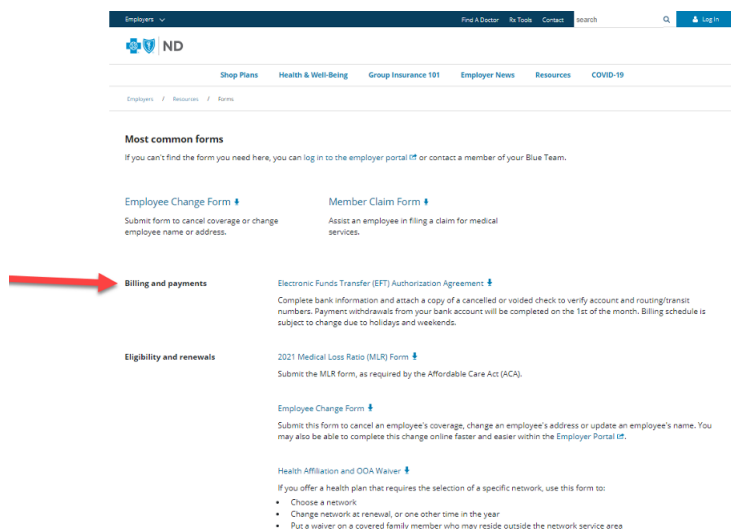 Employers
Find A Doctor Rx Tools Contact search Log In
ND
Shop Plans Health & Well-Being Group Insurance 101 Employer News Resources COVID-19
Employers / Resources / Forms
Most common forms
If you can't find the form you need here, you can log in to the employer portal or contact a member of your Blue Team.
Employee Change Form
Submit form to cancel coverage or change
employee name or address.
Member Claim Form
Assist an employee in filing a claim for medical
services.
Billing and payments
Electronic Funds Transfer (EFT) Authorization Agreement
Complete bank information and attach a copy of a cancelled or voided check to verify account and routing/transit
numbers. Payment withdrawals from your bank account will be completed on the 1st of the month. Billing schedule is
subject to change due to holidays and weekends.
Eligibility and renewals
2021 Medical Loss Ratio (MLR) Form
Submit the MLR form, as required by the Affordable Care Act (ACA).
Employee Change Form
Submit this form to cancel an employee's coverage, change an employee's address or update an employee's name. You
may also be able to complete this change online faster and easier within the Employer Portal.
Health Affiliation and OOA Waiver
If you offer a health plan that requires the selection of a specific network, use this form to:
• Choose a network
• Change network at renewal, or one other time in the year
• Put a waiver on a covered family member who may reside outside the network service area